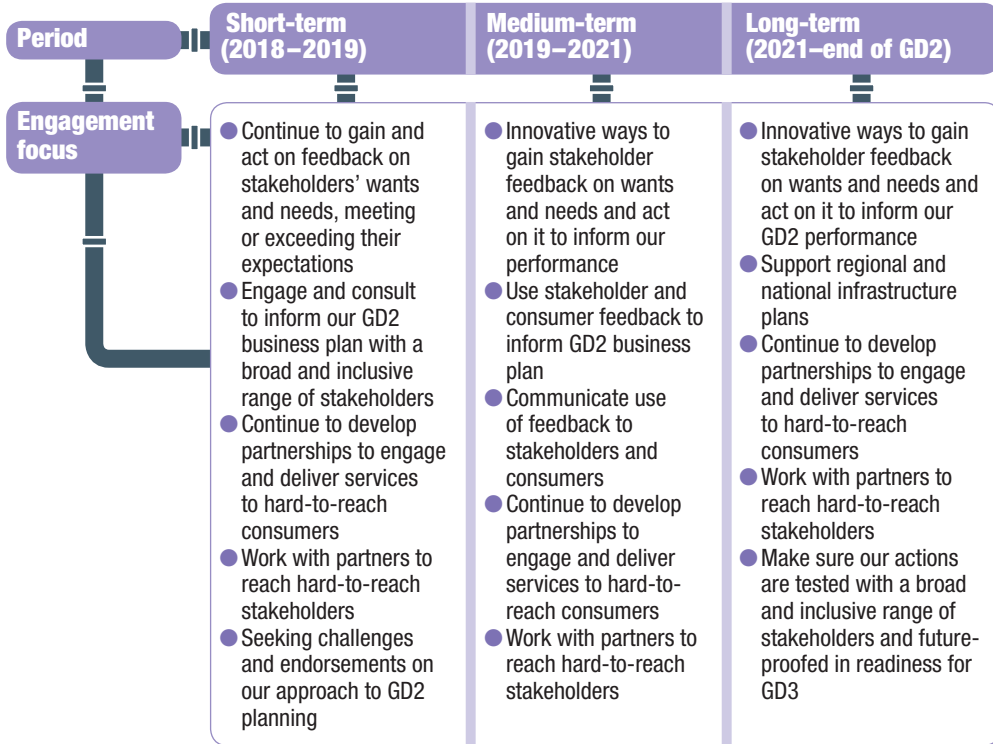 Period
Short-term
(2018–2019)
Medium-term
(2019–2021)
Long-term
(2021–end of GD2)
Engagement
focus
● Continue to gain and
act on feedback on
stakeholders’ wants
and needs, meeting
or exceeding their
expectations
● Engage and consult
to inform our GD2
business plan with a
broad and inclusive
range of stakeholders
● Continue to develop
partnerships to engage
and deliver services
to hard-to-reach
consumers
● Work with partners to
reach hard-to-reach
stakeholders
● Seeking challenges
and endorsements on
our approach to GD2
planning
● Innovative ways to
gain stakeholder
feedback on wants
and needs and act
on it to inform our
performance
● Use stakeholder and
consumer feedback to
inform GD2 business
plan
● Communicate use
of feedback to
stakeholders and
consumers
● Continue to develop
partnerships to
engage and deliver
services to hard-to-
reach consumers
● Work with partners to
reach hard-to-reach
stakeholders
● Innovative ways to gain
stakeholder feedback
on wants and needs and
act on it to inform our
GD2 performance
● Support regional and
national infrastructure
plans
● Continue to develop
partnerships to engage
and deliver services
to hard-to-reach
consumers
● Work with partners to
reach hard-to-reach
stakeholders
● Make sure our actions
are tested with a broad
and inclusive range of
stakeholders and future-
proofed in readiness for
GD3